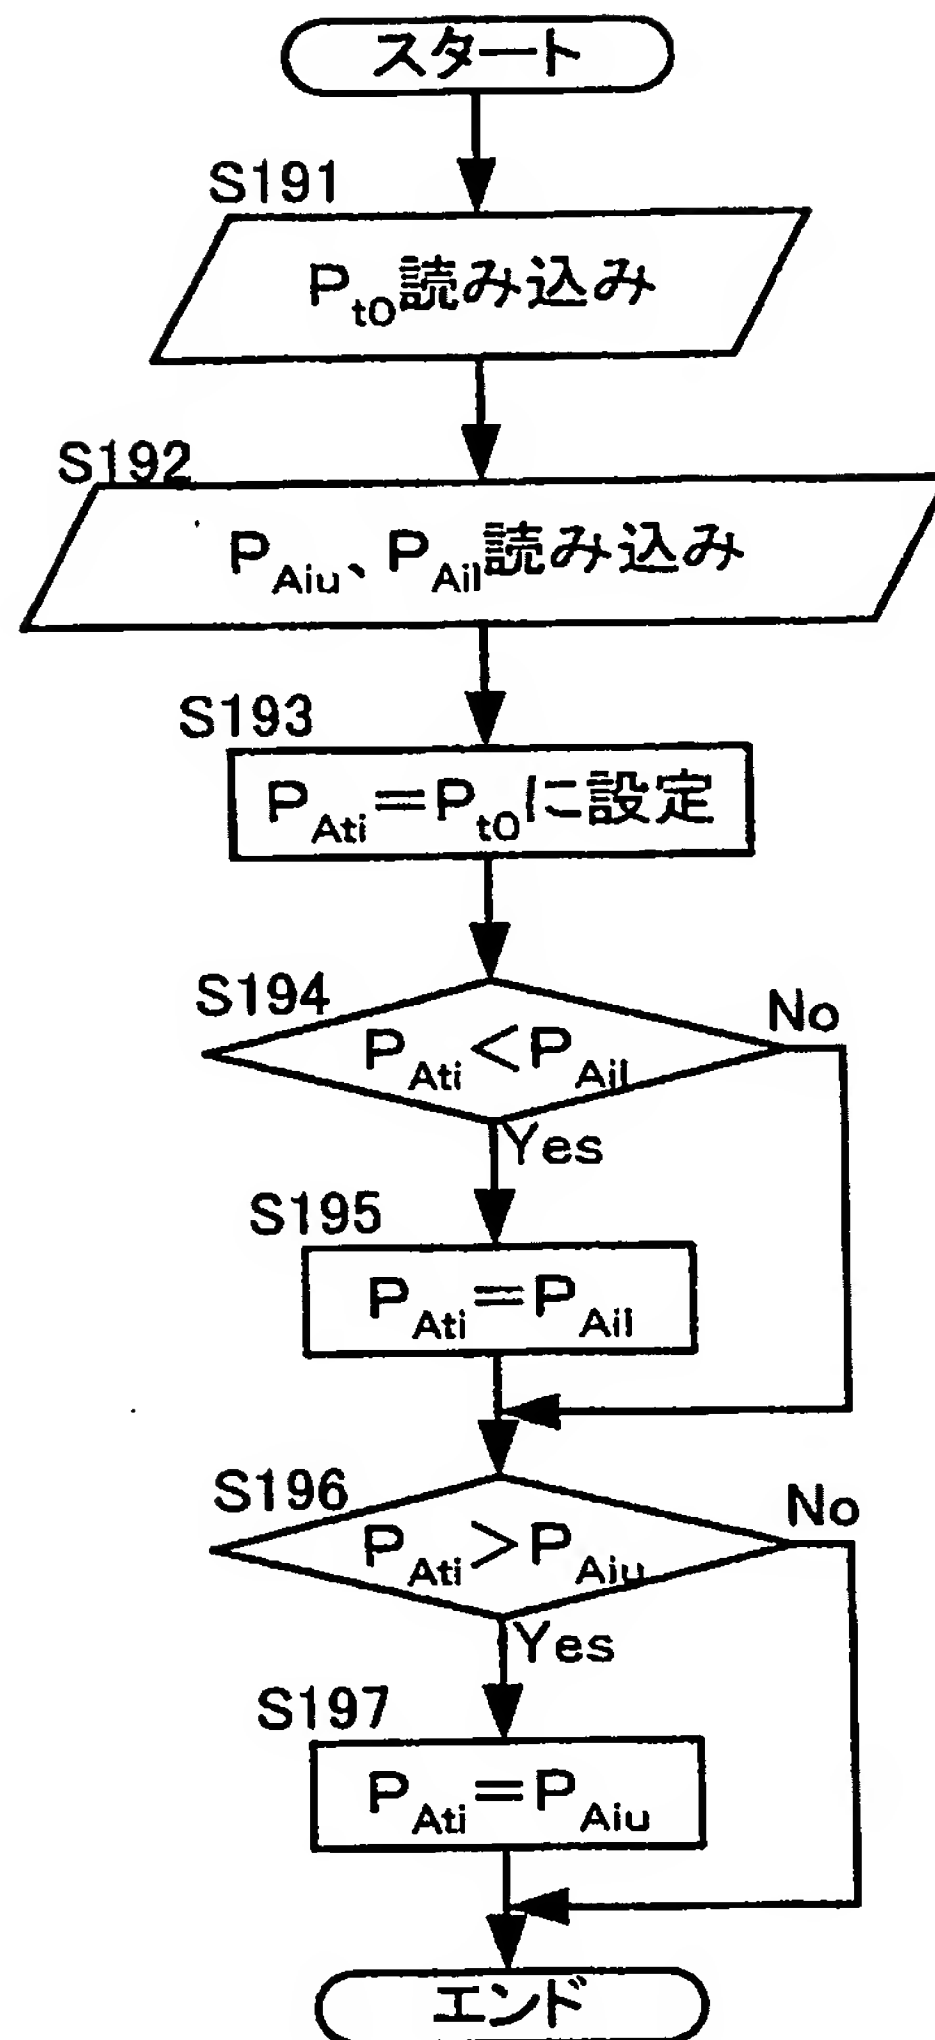 スタート
S191
Pt0読み込み
S192
PAiu、PAil読み込み
S193
PAti=Pt0に設定
S194
PAti<PAil
No
Yes
S195
PAti=PAil
S196
PAti>PAiu
No
Yes
S197
PAti=PAiu
エンド